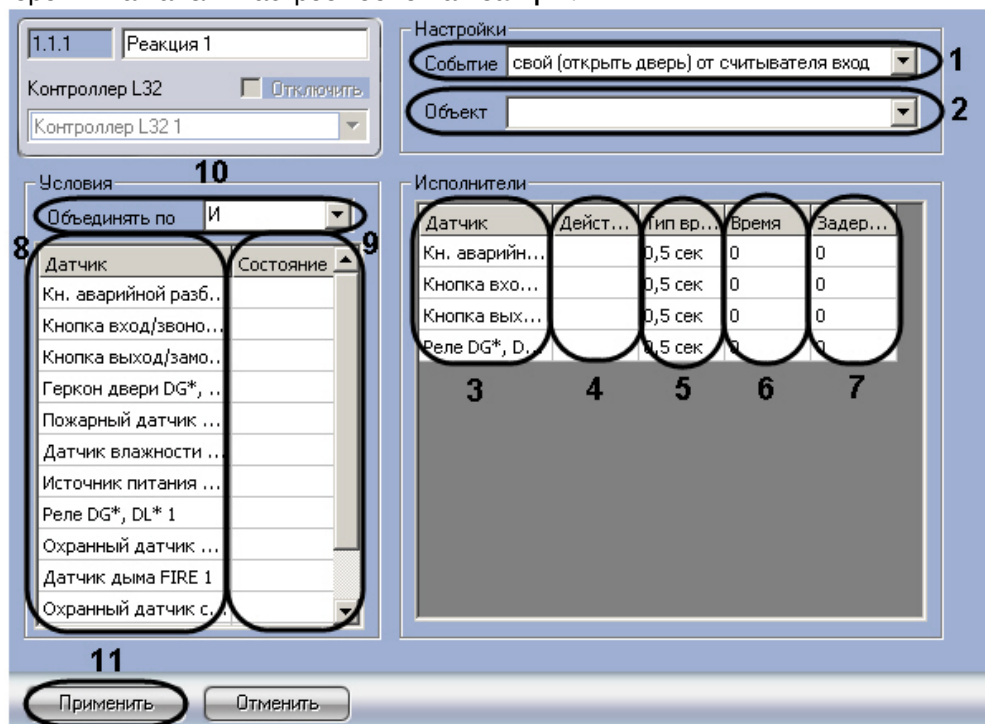 1.1.1 Реакция 1
Контроллер L32 Отключить
Контроллер L32 1
Настройки
Событие свой (открыть дверь) от считывателя вход 1
Объект 2
10
Условия
Объединять по И
8 9
Датчик Состояние
Кн. аварийной разб...
Кнопка вход/звоно...
Кнопка выход/замо...
Геркон двери DG*, ...
Пожарный датчик ...
Датчик влажности ...
Источник питания ...
Реле DG*, DL* 1
Охранный датчик ...
Датчик дыма FIRE 1
Охранный датчик с...
Исполнители
Датчик Дейст... Тип вр... Время Задер...
Кн. аварийн... 0,5 сек 0 0
Кнопка вхо... 0,5 сек 0 0
Кнопка вых... 0,5 сек 0 0
Реле DG*, D... 0,5 сек 0 0
3 4 5 6 7
11
Применить Отменить